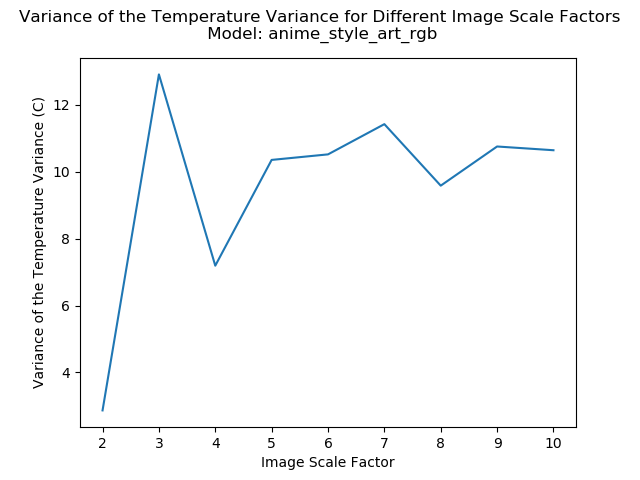 Variance of the Temperature Variance for Different Image Scale Factors
Model: anime_style_art_rgb
Variance of the Temperature Variance (C)
12
10
8
6
4
2 3 4 5 6 7 8 9 10
Image Scale Factor